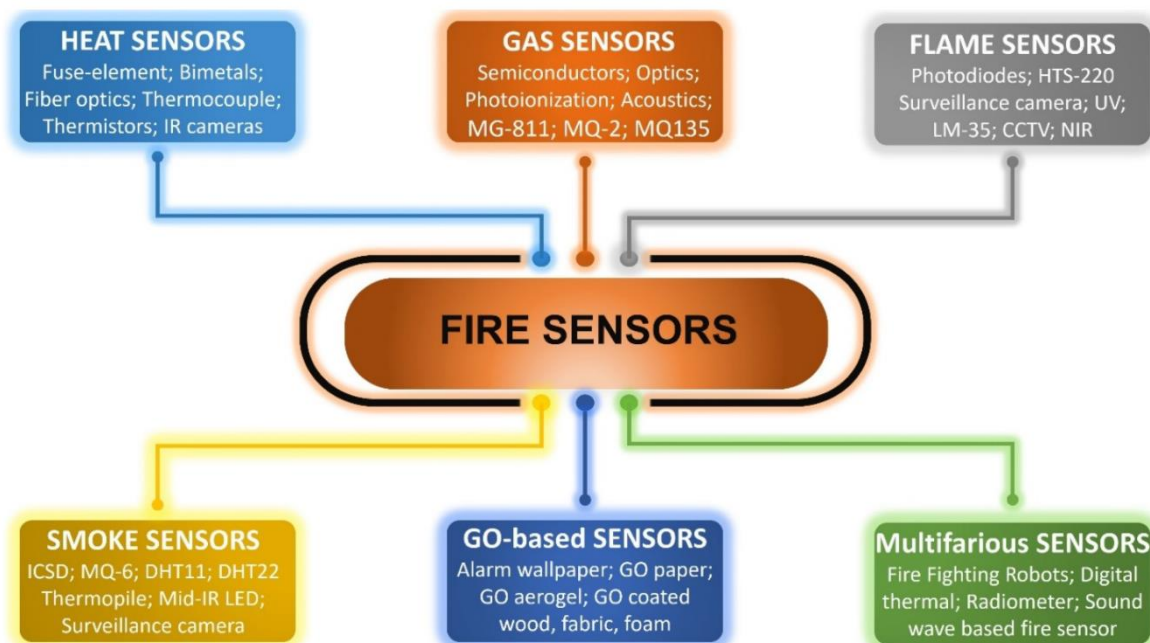 HEAT SENSORS
Fuse-element; Bimetals;
Fiber optics; Thermocouple;
Thermistors; IR cameras
GAS SENSORS
Semiconductors; Optics;
Photoionization; Acoustics;
MG-811; MQ-2; MQ135
FLAME SENSORS
Photodiodes; HTS-220
Surveillance camera; UV;
LM-35; CCTV; NIR
FIRE SENSORS
SMOKE SENSORS
ICSD; MQ-6; DHT11; DHT22
Thermopile; Mid-IR LED;
Surveillance camera
GO-based SENSORS
Alarm wallpaper; GO paper;
GO aerogel; GO coated
wood, fabric, foam
Multifarious SENSORS
Fire Fighting Robots; Digital
thermal; Radiometer; Sound
wave based fire sensor